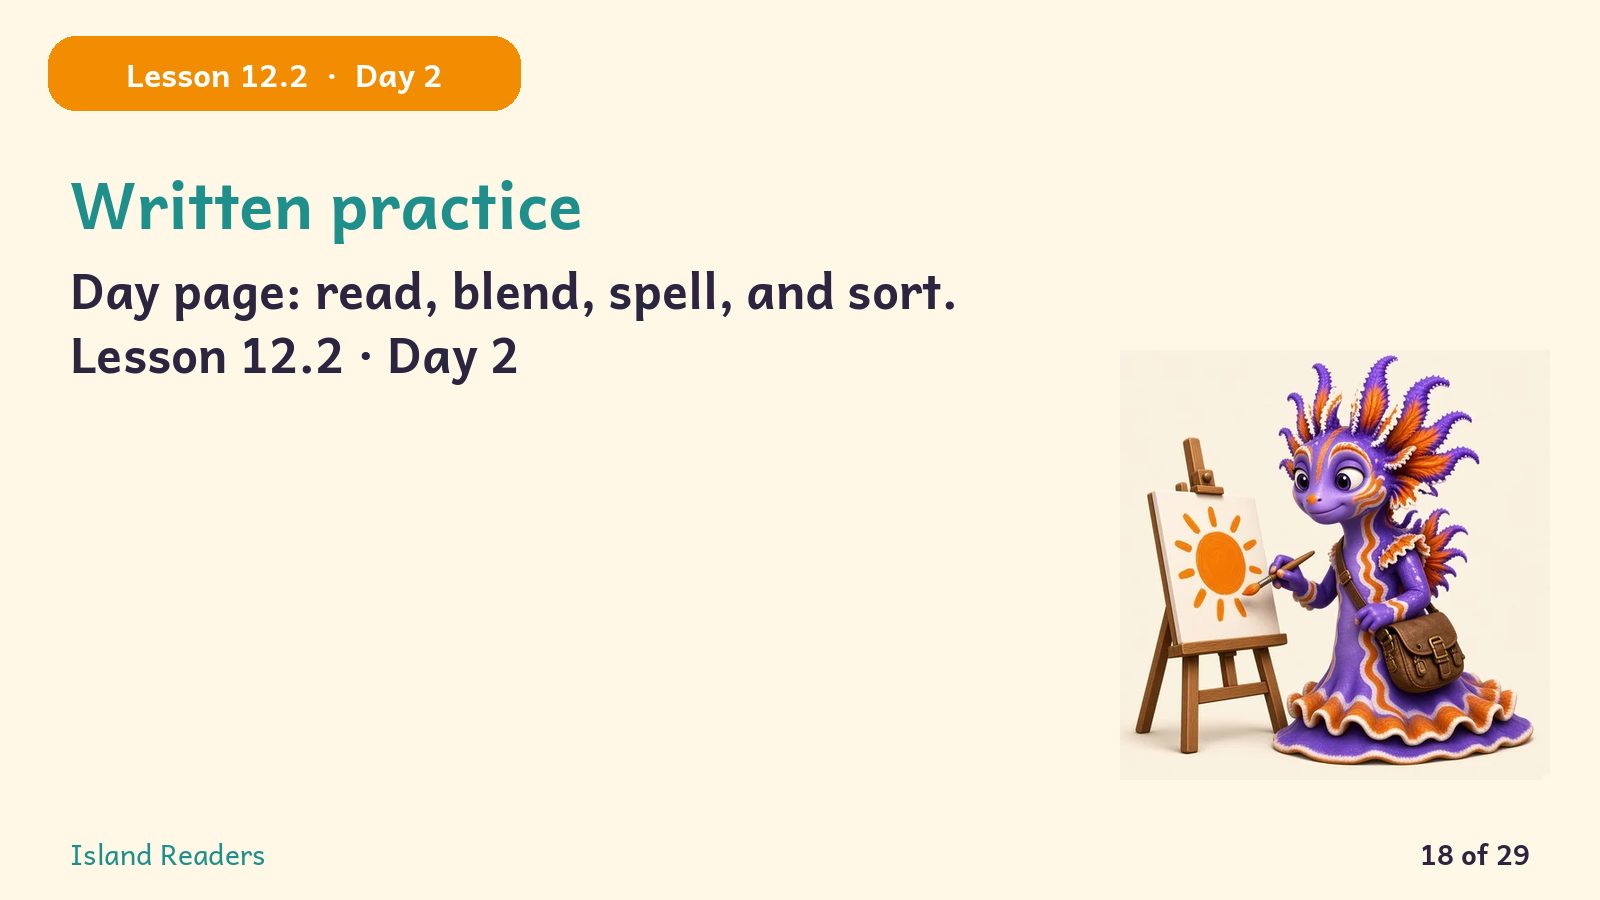 Lesson 12.2 · Day 2
Written practice
Day page: read, blend, spell, and sort.
Lesson 12.2 · Day 2
Island Readers
18 of 29